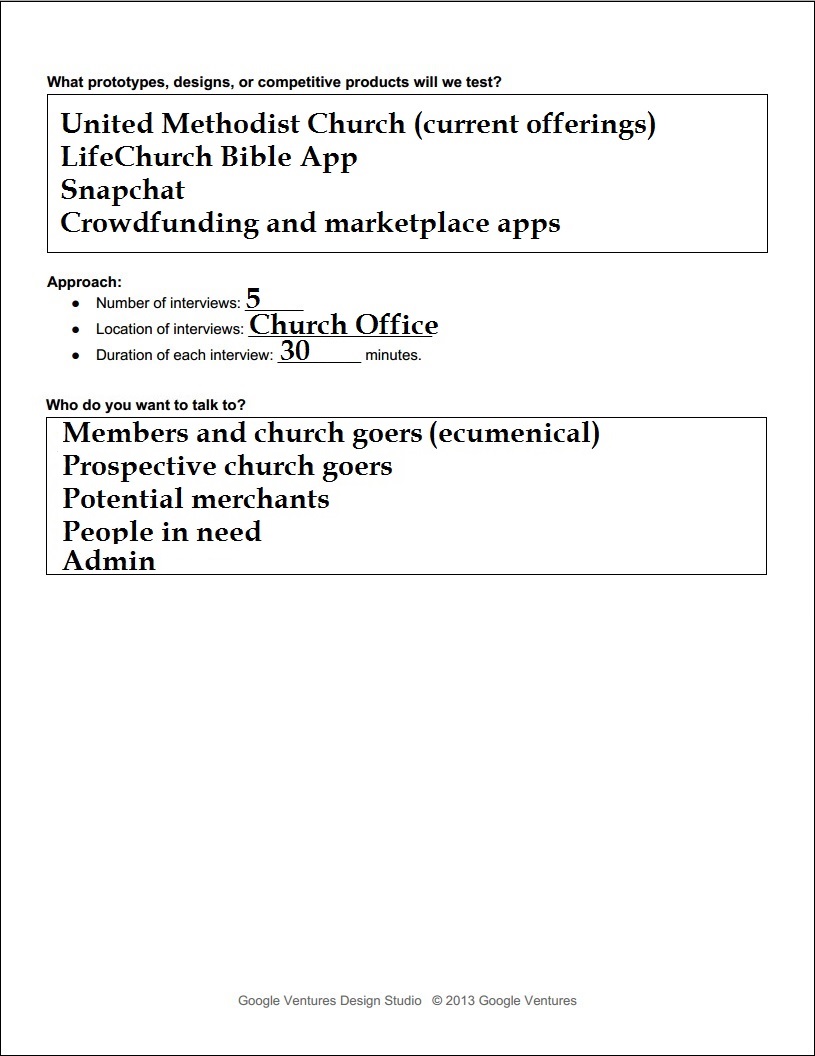 What prototypes, designs, or competitive products will we test?
United Methodist Church (current offerings)
LifeChurch Bible App
Snapchat
Crowdfunding and marketplace apps
Approach:
● Number of interviews: 5
● Location of interviews: Church Office
● Duration of each interview: 30 minutes.
Who do you want to talk to?
Members and church goers (ecumenical)
Prospective church goers
Potential merchants
People in need
Admin
Google Ventures Design Studio © 2013 Google Ventures